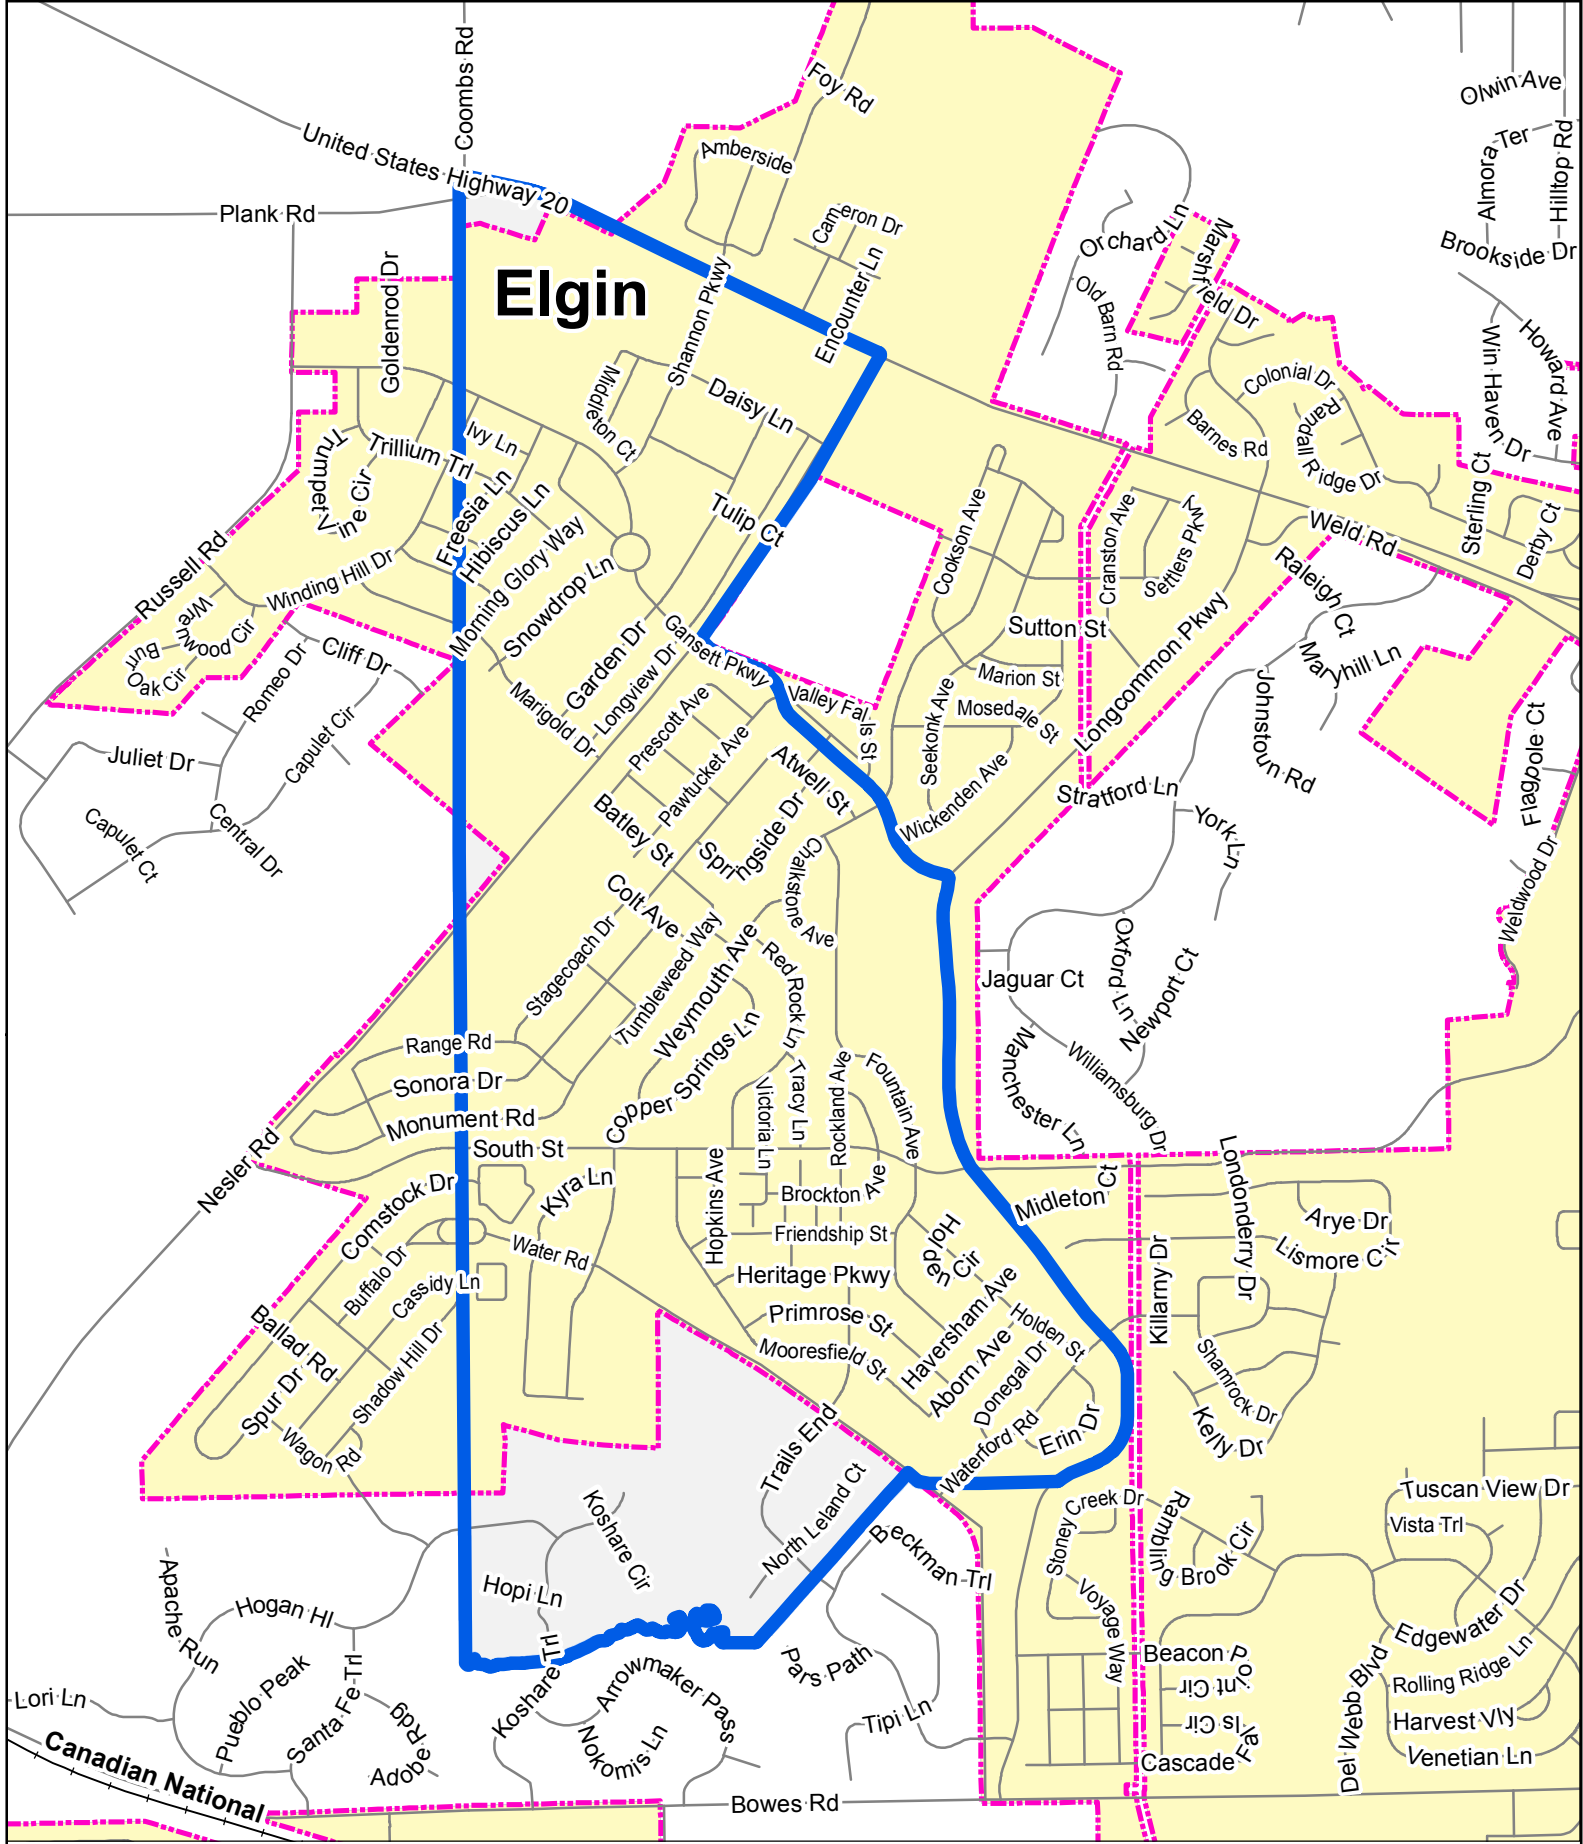 Coombs Rd
Foy Rd
Olwin Ave
United States Highway 20
Amberside
Almora Ter
Hilltop Rd
Plank Rd
Cameron Dr
Orchard Ln
Marshfield Dr
Brookside Dr
Goldenrod Dr
Elgin
Shannon Pkwy
Encounter Ln
Old Barn Rd
Win Haven Dr
Howard Ave
Middleton Ct
Daisy Ln
Colonial Dr
Randall Ridge Dr
Barnes Rd
Trumpet Vine Cir
Trillium Trl
Ivy Ln
Freesia Ln
Hibiscus Ln
Tulip Ct
Cookson Ave
Cranston Ave
Settlers Pkwy
Weld Rd
Sterling Ct
Derby Ct
Russell Rd
Winding Hill Dr
Morning Glory Way
Snowdrop Ln
Raleigh Ct
Wirewood Cir
Burr Oak Cir
Romeo Dr
Cliff Dr
Garden Dr
Gansett Pkwy
Sutton St
Longcommon Pkwy
Maryhill Ln
Marigold Dr
Longview Dr
Valley Falls St
Marion St
Mosedale St
Seekonk Ave
Johnstown Rd
Juliet Dr
Capulet Cir
Prescott Ave
Pawtucket Ave
Atwell St
Wickenden Ave
Stratford Ln
York Ln
Flagpole Ct
Capulet Ct
Central Dr
Batley St
Springside Dr
Chalkstone Ave
Weldwood Dr
Colt Ave
Stagecoach Dr
Tumbleweed Way
Weymouth Ave
Red Rock Ln
Jaguar Ct
Oxford Ln
Newport Ct
Range Rd
Sonora Dr
Monument Rd
Copper Springs Ln
Victoria Ln
Tracy Ln
Rockland Ave
Fountain Ave
Manchester Ln
Williamsburg Dr
Nesler Rd
South St
Comstock Dr
Kyra Ln
Hopkins Ave
Brockton Ave
Midleton Ct
Londonderry Dr
Arye Dr
Lismore Cir
Buffalo Dr
Water Rd
Friendship St
Holden Cir
Killarny Dr
Cassidy Ln
Heritage Pkwy
Ballad Rd
Primrose St
Haversham Ave
Holden St
Spur Dr
Shadow Hill Dr
Mooresfield St
Aborn Ave
Donegal Dr
Shamrock Dr
Wagon Rd
Trails End
Waterford Rd
Erin Dr
Kelly Dr
Koshare Cir
North Leland Ct
Beckman Trl
Stoney Creek Dr
Rambling Brook Cir
Tuscan View Dr
Vista Trl
Apache Run
Hogan Hl
Hopi Ln
Voyage Way
Edgewater Dr
Lori Ln
Pueblo Peak
Santa Fe Trl
Adobe Rdg
Koshare Trl
Arrowmaker Pass
Nokomis Ln
Pars Path
Tipi Ln
Beacon Point Cir
Cascade Falls Cir
Del Webb Blvd
Rolling Ridge Ln
Harvest Vly
Venetian Ln
Canadian National
Bowes Rd